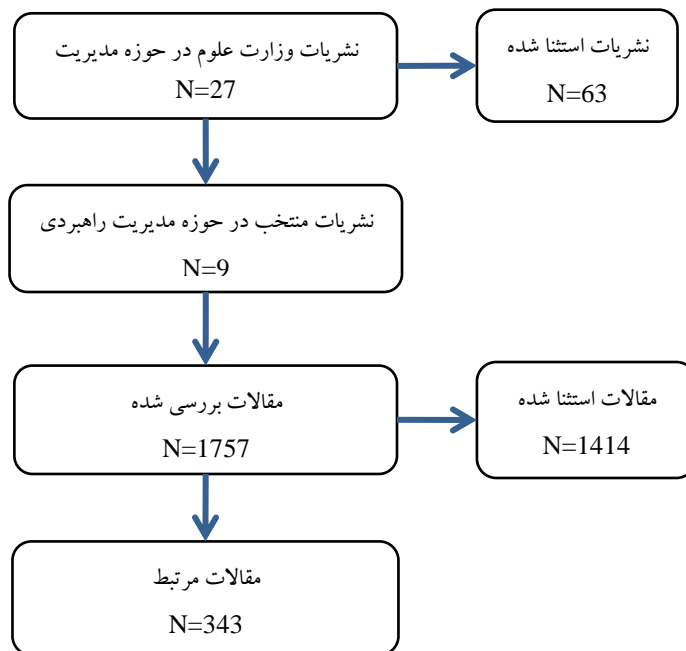 نشریات وزارت علوم در حوزه مدیریت
N=27
نشریات استثنا شده
N=63
نشریات منتخب در حوزه مدیریت راهبردی
N=9
مقالات بررسی شده
N=1757
مقالات استثنا شده
N=1414
مقالات مرتبط
N=343